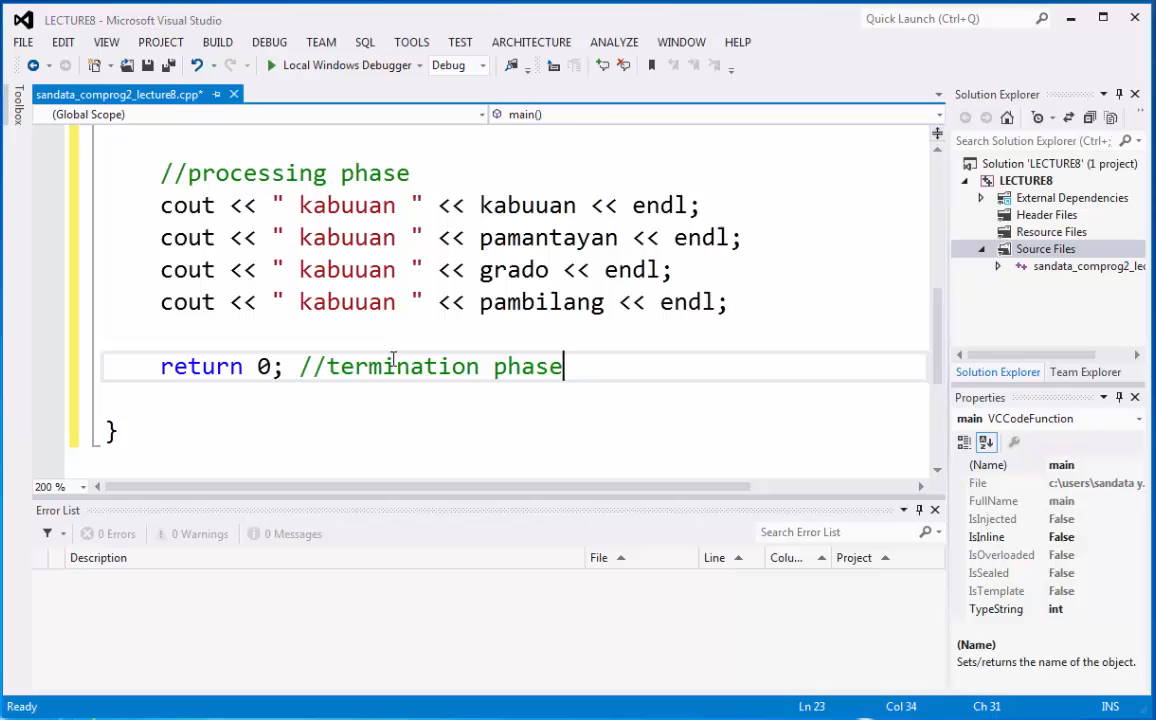 LECTURE8 - Microsoft Visual Studio
Quick Launch (Ctrl+Q)
FILE EDIT VIEW PROJECT BUILD DEBUG TEAM SQL TOOLS TEST ARCHITECTURE ANALYZE WINDOW HELP
Local Windows Debugger Debug
Toolbox
sandata_comprog2_lecture8.cpp*
(Global Scope) main()
//processing phase
cout << " kabuuan " << kabuuan << endl;
cout << " kabuuan " << pamantayan << endl;
cout << " kabuuan " << grado << endl;
cout << " kabuuan " << pambilang << endl;
return 0; //termination phase
}
200 %
Error List
0 Errors 0 Warnings 0 Messages
Search Error List
Description File Line Colu... Project
Solution Explorer
Search Solution Explorer (Ctrl+;
Solution 'LECTURE8' (1 project)
LECTURE8
External Dependencies
Header Files
Resource Files
Source Files
sandata_comprog2_lec
Solution Explorer Team Explorer
Properties
main VCCodeFunction
(Name) main
File c:\users\sandata y.
FullName main
IsInjected False
IsInline False
IsOverloaded False
IsSealed False
IsTemplate False
TypeString int
(Name)
Sets/returns the name of the object.
Ready Ln 23 Col 34 Ch 31 INS